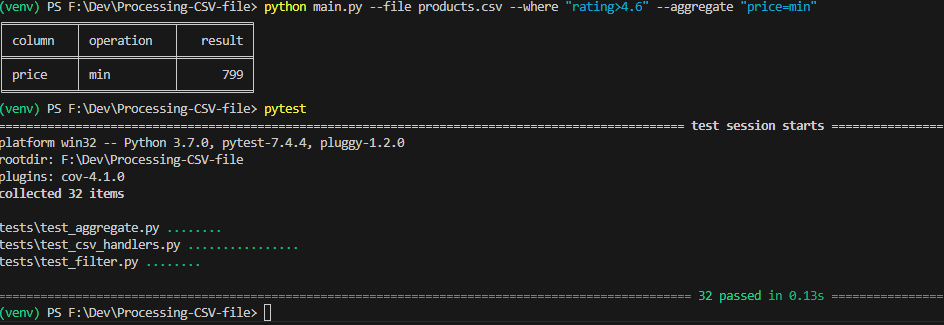 (venv) PS F:\Dev\Processing-CSV-file> python main.py --file products.csv --where "rating>4.6" --aggregate "price=min"
column operation result
price min 799
(venv) PS F:\Dev\Processing-CSV-file> pytest
================ test session starts ================
platform win32 -- Python 3.7.0, pytest-7.4.4, pluggy-1.2.0
rootdir: F:\Dev\Processing-CSV-file
plugins: cov-4.1.0
collected 32 items
tests\test_aggregate.py ........
tests\test_csv_handlers.py ................
tests\test_filter.py ........
================ 32 passed in 0.13s ================
(venv) PS F:\Dev\Processing-CSV-file>